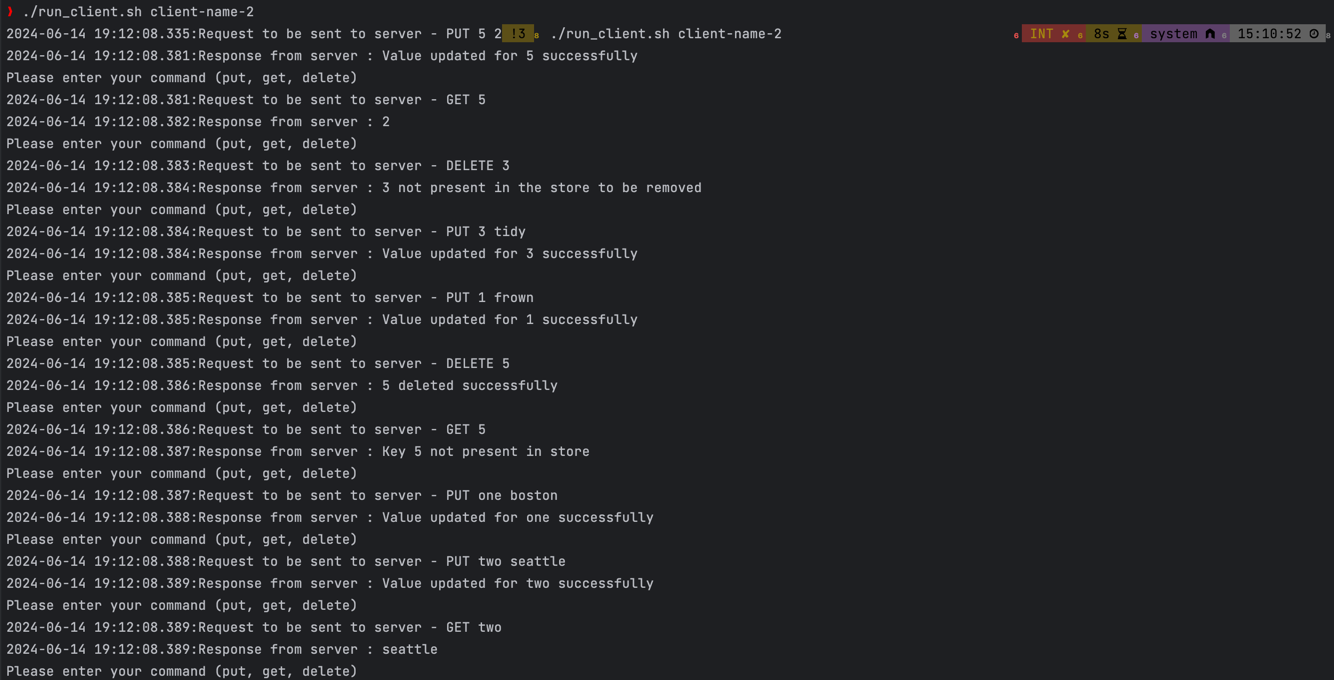 ❯ ./run_client.sh client-name-2
2024-06-14 19:12:08.335:Request to be sent to server - PUT 5 2 !3 ./run_client.sh client-name-2 INT ✘ 8s system 15:10:52
2024-06-14 19:12:08.381:Response from server : Value updated for 5 successfully
Please enter your command (put, get, delete)
2024-06-14 19:12:08.381:Request to be sent to server - GET 5
2024-06-14 19:12:08.382:Response from server : 2
Please enter your command (put, get, delete)
2024-06-14 19:12:08.383:Request to be sent to server - DELETE 3
2024-06-14 19:12:08.384:Response from server : 3 not present in the store to be removed
Please enter your command (put, get, delete)
2024-06-14 19:12:08.384:Request to be sent to server - PUT 3 tidy
2024-06-14 19:12:08.384:Response from server : Value updated for 3 successfully
Please enter your command (put, get, delete)
2024-06-14 19:12:08.385:Request to be sent to server - PUT 1 frown
2024-06-14 19:12:08.385:Response from server : Value updated for 1 successfully
Please enter your command (put, get, delete)
2024-06-14 19:12:08.385:Request to be sent to server - DELETE 5
2024-06-14 19:12:08.386:Response from server : 5 deleted successfully
Please enter your command (put, get, delete)
2024-06-14 19:12:08.386:Request to be sent to server - GET 5
2024-06-14 19:12:08.387:Response from server : Key 5 not present in store
Please enter your command (put, get, delete)
2024-06-14 19:12:08.387:Request to be sent to server - PUT one boston
2024-06-14 19:12:08.388:Response from server : Value updated for one successfully
Please enter your command (put, get, delete)
2024-06-14 19:12:08.388:Request to be sent to server - PUT two seattle
2024-06-14 19:12:08.389:Response from server : Value updated for two successfully
Please enter your command (put, get, delete)
2024-06-14 19:12:08.389:Request to be sent to server - GET two
2024-06-14 19:12:08.389:Response from server : seattle
Please enter your command (put, get, delete)